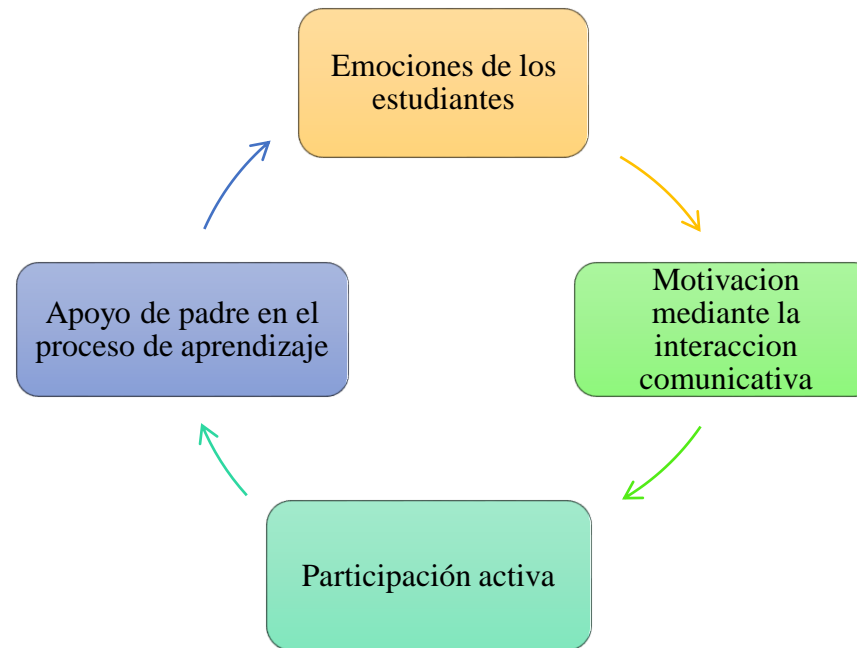 Emociones de los
estudiantes
Motivacion
mediante la
interaccion
comunicativa
Participación activa
Apoyo de padre en el
proceso de aprendizaje